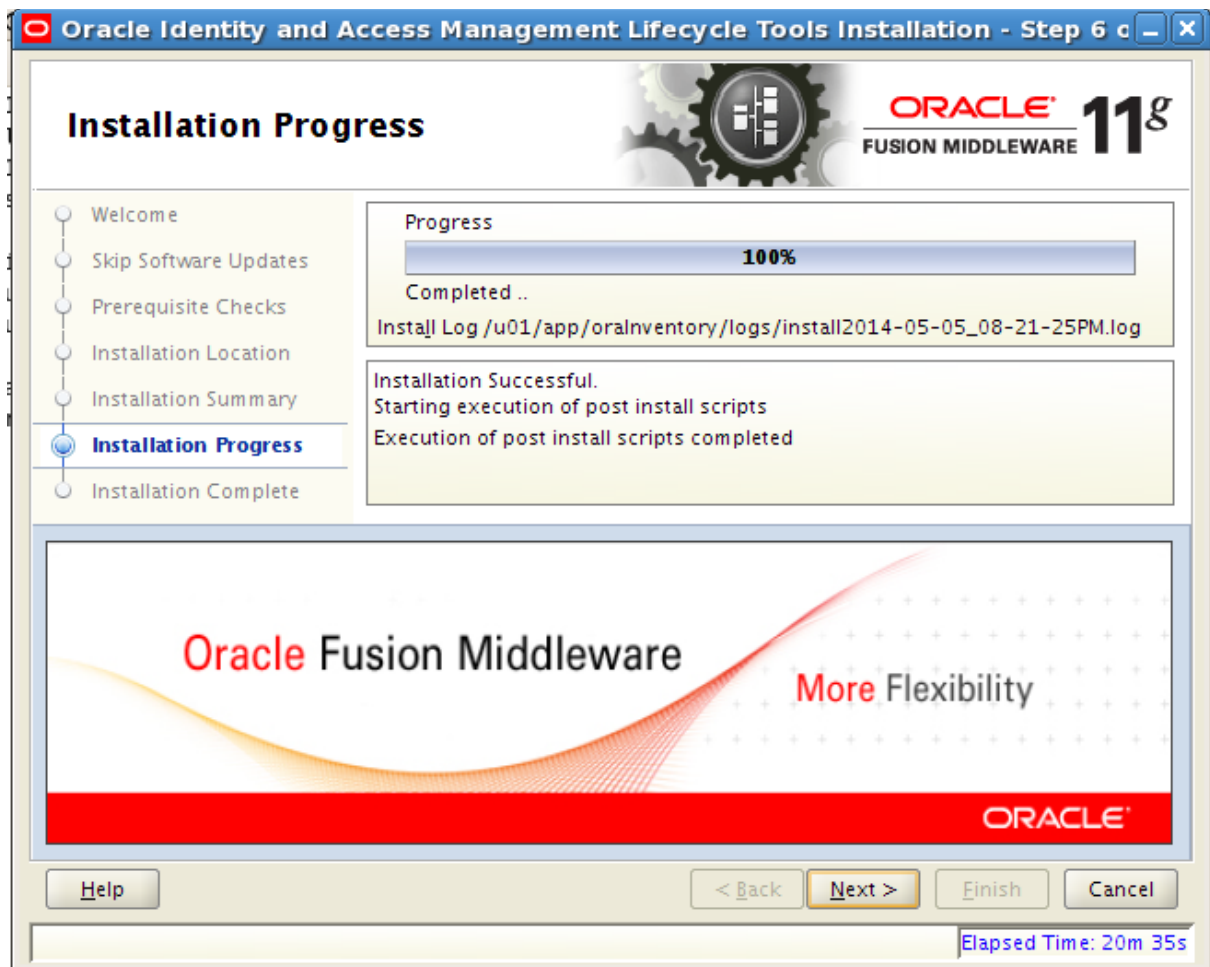 Oracle Identity and Access Management Lifecycle Tools Installation - Step 6 o
Installation Progress
ORACLE
FUSION MIDDLEWARE 11g
Welcome
Skip Software Updates
Prerequisite Checks
Installation Location
Installation Summary
Installation Progress
Installation Complete
Progress
100%
Completed ..
Install Log /u01/app/oraInventory/logs/install2014-05-05_08-21-25PM.log
Installation Successful.
Starting execution of post install scripts
Execution of post install scripts completed
Oracle Fusion Middleware
More Flexibility
ORACLE
Help
< Back
Next >
Finish
Cancel
Elapsed Time: 20m 35s